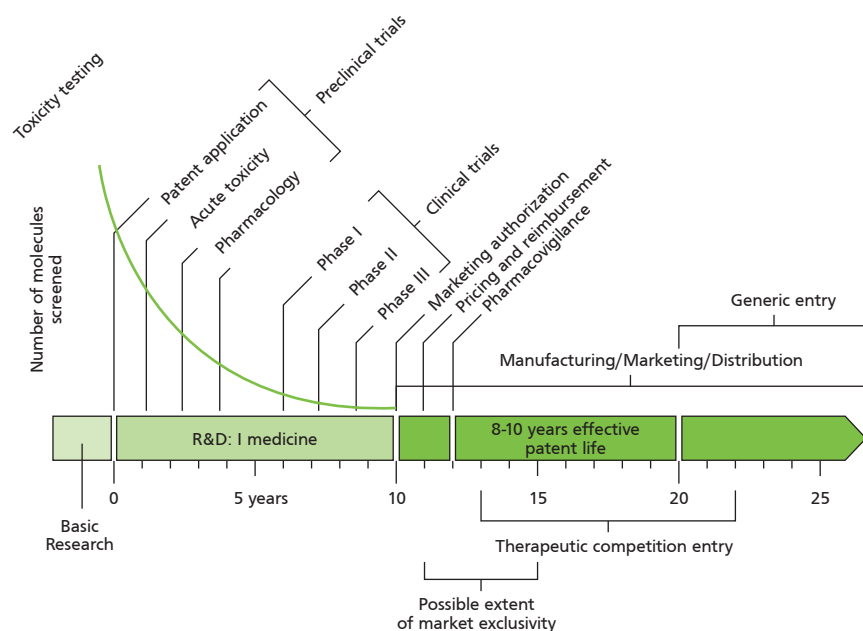 Toxicity testing
Patent application
Acute toxicity
Pharmacology
Preclinical trials
Phase I
Phase II
Phase III
Clinical trials
Marketing authorization
Pricing and reimbursement
Pharmacovigilance
Number of molecules
screened
Generic entry
Manufacturing/Marketing/Distribution
R&D: I medicine
8-10 years effective
patent life
0
5 years
10
15
20
25
Basic
Research
Therapeutic competition entry
Possible extent
of market exclusivity